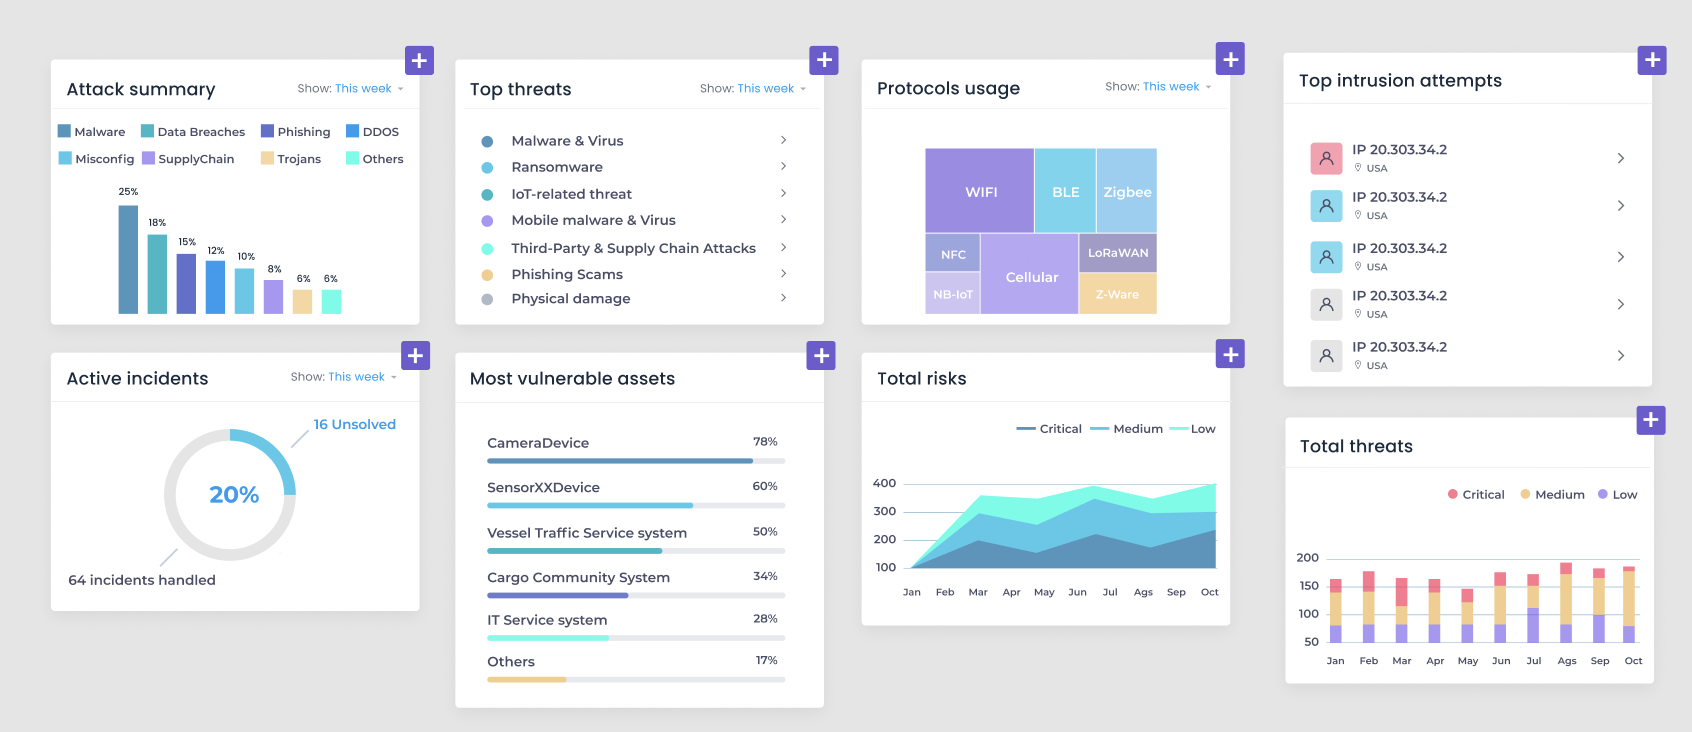 Attack summary
Show: This week
Malware Data Breaches Phishing DDOS
Misconfig SupplyChain Trojans Others
25%
18%
15%
12%
10%
8%
6%
6%
Top threats
Show: This week
Malware & Virus
Ransomware
IoT-related threat
Mobile malware & Virus
Third-Party & Supply Chain Attacks
Phishing Scams
Physical damage
Protocols usage
Show: This week
WIFI
BLE
Zigbee
NFC
Cellular
LoRaWAN
NB-IoT
Z-Ware
Top intrusion attempts
IP 20.303.34.2
USA
IP 20.303.34.2
USA
IP 20.303.34.2
USA
IP 20.303.34.2
USA
IP 20.303.34.2
USA
Active incidents
Show: This week
16 Unsolved
20%
64 incidents handled
Most vulnerable assets
CameraDevice 78%
SensorXXDevice 60%
Vessel Traffic Service system 50%
Cargo Community System 34%
IT Service system 28%
Others 17%
Total risks
Critical Medium Low
400
300
200
100
Jan Feb Mar Apr May Jun Jul Ags Sep Oct
Total threats
Critical Medium Low
200
150
100
50
Jan Feb Mar Apr May Jun Jul Ags Sep Oct